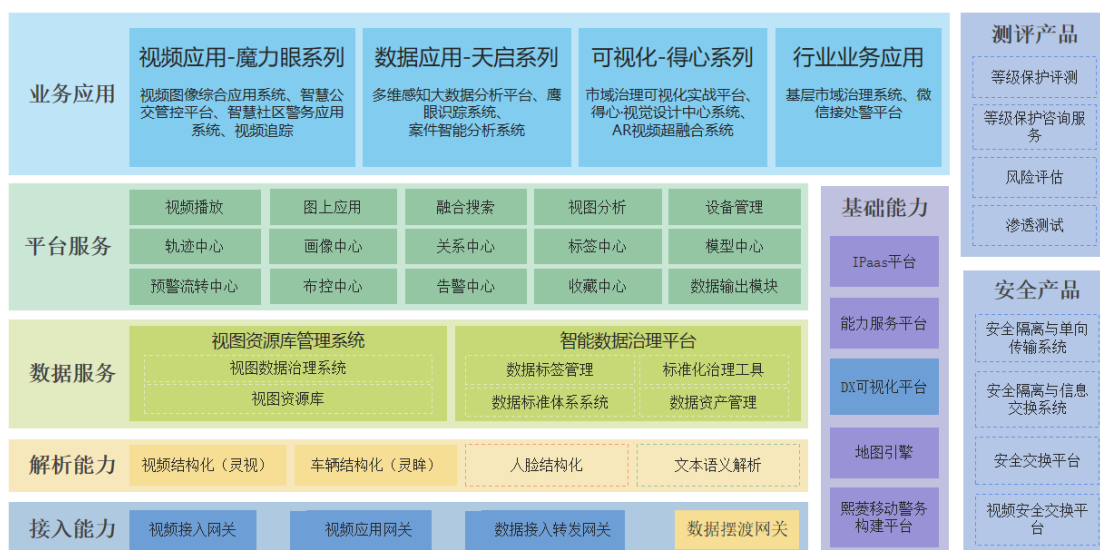 业务应用
视频应用-魔力眼系列
视频图像综合应用系统、智慧公
交管控平台、智慧社区警务应用
系统、视频追踪
数据应用-天启系列
多维感知大数据分析平台、鹰
眼识踪系统、
案件智能分析系统
可视化-得心系列
市域治理可视化实战平台、
得心·视觉设计中心系统、
AR视频超融合系统
行业业务应用
基层市域治理系统、微
信接处警平台
平台服务
视频播放
图上应用
融合搜索
视图分析
设备管理
轨迹中心
画像中心
关系中心
标签中心
模型中心
预警流转中心
布控中心
告警中心
收藏中心
数据输出模块
数据服务
视图资源库管理系统
视图数据治理系统
视图资源库
智能数据治理平台
数据标签管理
标准化治理工具
数据标准体系系统
数据资产管理
解析能力
视频结构化（灵视）
车辆结构化（灵眸）
人脸结构化
文本语义解析
接入能力
视频接入网关
视频应用网关
数据接入转发网关
数据摆渡网关
基础能力
IPaas平台
能力服务平台
DX可视化平台
地图引擎
熙菱移动警务
构建平台
测评产品
等级保护评测
等级保护咨询服
务
风险评估
渗透测试
安全产品
安全隔离与单向
传输系统
安全隔离与信息
交换系统
安全交换平台
视频安全交换平
台